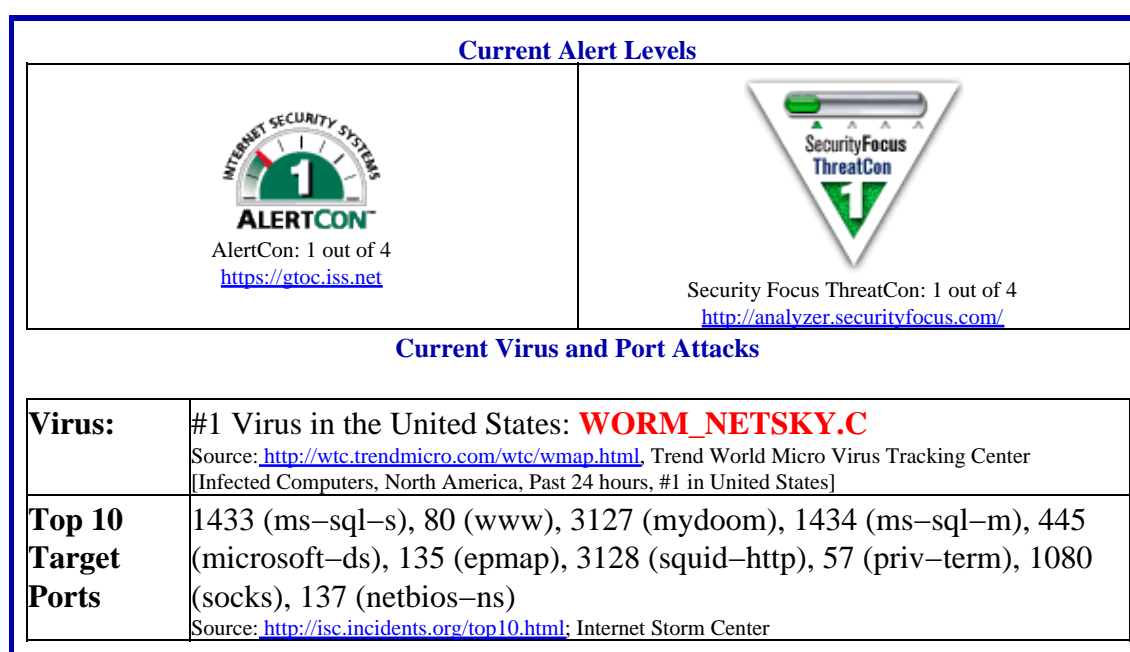 Current Alert Levels
INTERNET SECURITY SYSTEMS
1
ALERTCON™
AlertCon: 1 out of 4
https://gtoc.iss.net
SecurityFocus
ThreatCon
1
Security Focus ThreatCon: 1 out of 4
http://analyzer.securityfocus.com/
Current Virus and Port Attacks
Virus:
#1 Virus in the United States: WORM_NETSKY.C
Source: http://wtc.trendmicro.com/wtc/wmap.html, Trend World Micro Virus Tracking Center
[Infected Computers, North America, Past 24 hours, #1 in United States]
Top 10
Target
Ports
1433 (ms−sql−s), 80 (www), 3127 (mydoom), 1434 (ms−sql−m), 445
(microsoft−ds), 135 (epmap), 3128 (squid−http), 57 (priv−term), 1080
(socks), 137 (netbios−ns)
Source: http://isc.incidents.org/top10.html; Internet Storm Center